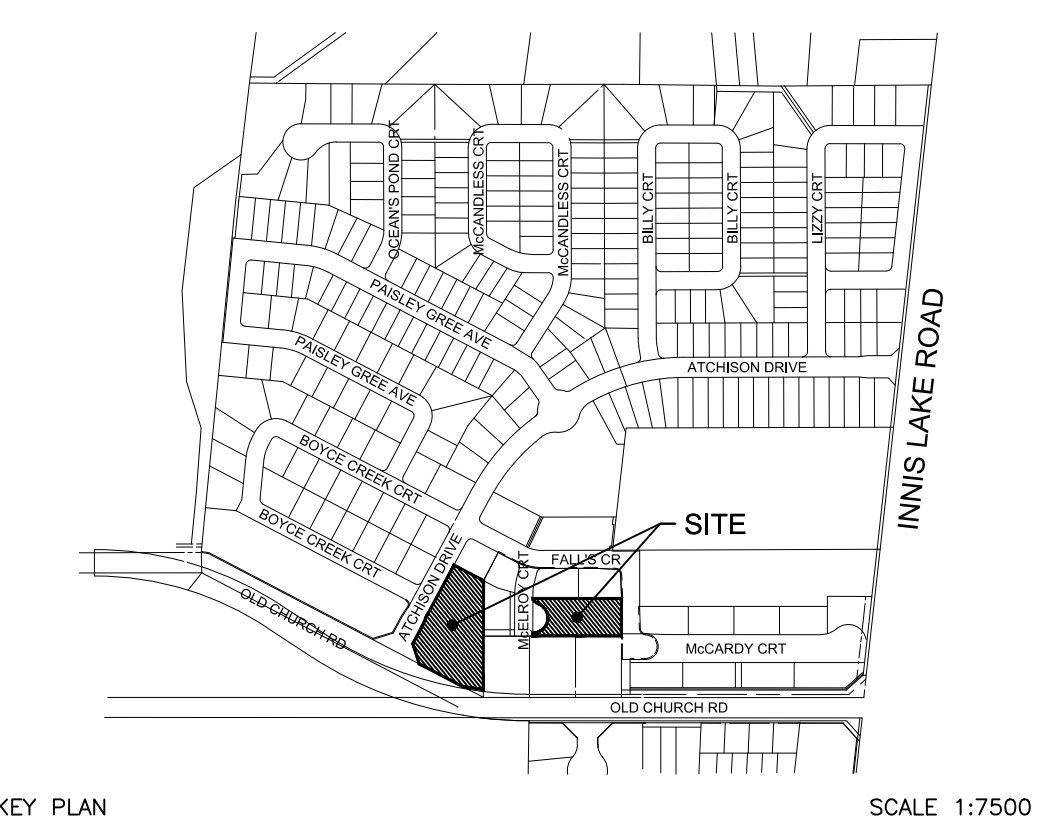 OCEAN'S POND CRT
McCANDLESS CRT
McCANDLESS CRT
BILLY CRT
BILLY CRT
LIZZY CRT
PAISLEY GREE AVE
PAISLEY GREE AVE
ATCHISON DRIVE
INNIS LAKE ROAD
BOYCE CREEK CRT
BOYCE CREEK CRT
SITE
ATCHISON DRIVE
McELROY CRT
FALL'S CR
OLD CHURCH RD
McCARDY CRT
OLD CHURCH RD
KEY PLAN
SCALE 1:7500